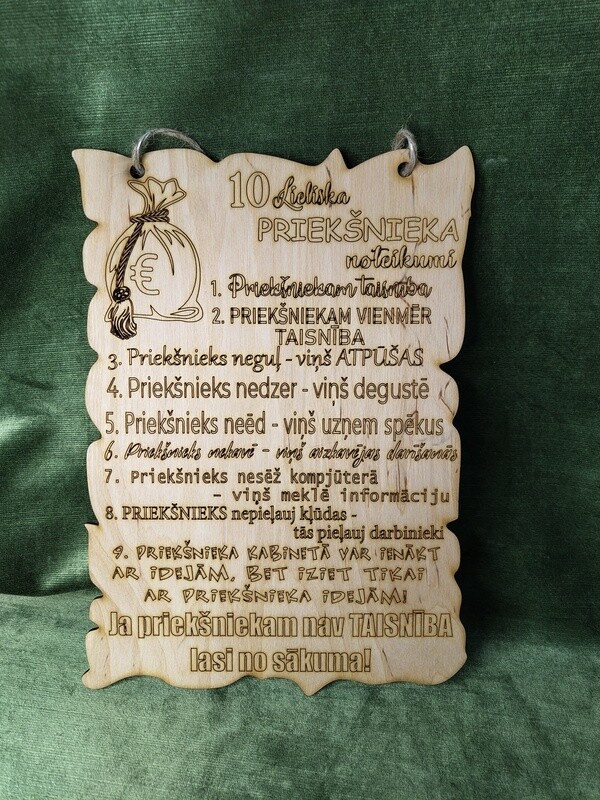 10 Lieliska
PRIEKŠNIEKA
noteikumi
€
1. Priekšniekam taisnība
2. PRIEKŠNIEKAM VIENMĒR
TAISNĪBA
3. Priekšnieks neguļ - viņš ATPŪŠAS
4. Priekšnieks nedzer - viņš degustē
5. Priekšnieks neēd - viņš uzņem spēkus
6. Priekšnieks nekavē - viņš aizkavējas darīšanās
7. Priekšnieks nesēž kompjūterā
- viņš meklē informāciju
8. PRIEKŠNIEKS nepieļauj kļūdas -
tās pieļauj darbinieki
9. PRIEKŠNIEKA KABINETĀ VAR IENĀKT
AR IDEJĀM, BET IZIET TIKAI
AR PRIEKŠNIEKA IDEJĀM!
Ja priekšniekam nav TAISNĪBA
lasi no sākuma!